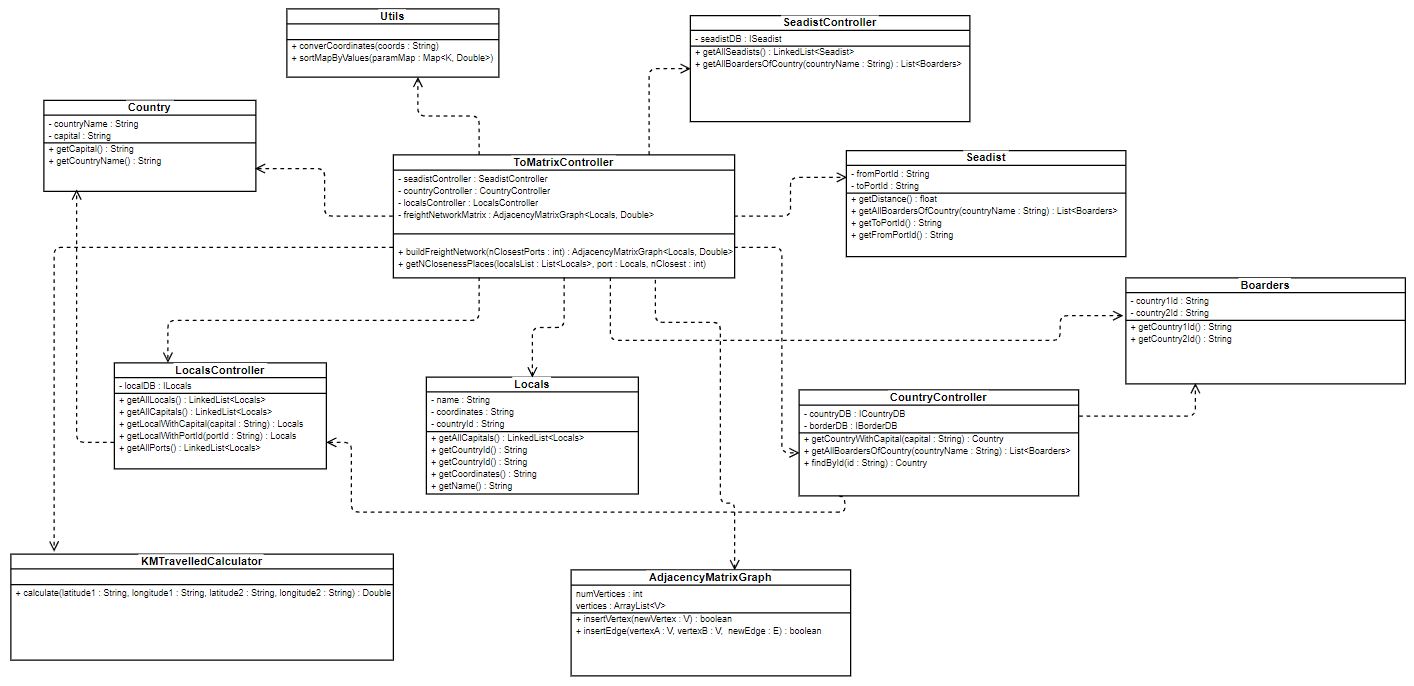 Utils
+ converCoordinates(coords : String)
+ sortMapByValues(paramMap : Map<K, Double>)
SeadistController
- seadistDB : ISeadist
+ getAllSeadists() : LinkedList<Seadist>
+ getAllBoardersOfCountry(countryName : String) : List<Boarders>
Country
- countryName : String
- capital : String
+ getCapital() : String
+ getCountryName() : String
ToMatrixController
- seadistController : SeadistController
- countryController : CountryController
- localsController : LocalsController
- freightNetworkMatrix : AdjacencyMatrixGraph<Locals, Double>
+ buildFreightNetwork(nClosestPorts : int) : AdjacencyMatrixGraph<Locals, Double>
+ getNClosenessPlaces(localsList : List<Locals>, port : Locals, nClosest : int)
Seadist
- fromPortId : String
- toPortId : String
+ getDistance() : float
+ getAllBoardersOfCountry(countryName : String) : List<Boarders>
+ getToPortId() : String
+ getFromPortId() : String
Boarders
- country1Id : String
- country2Id : String
+ getCountry1Id() : String
+ getCountry2Id() : String
LocalsController
- localDB : ILocals
+ getAllLocals() : LinkedList<Locals>
+ getAllCapitals() : LinkedList<Locals>
+ getLocalWithCapital(capital : String) : Locals
+ getLocalWithPortId(portId : String) : Locals
+ getAllPorts() : LinkedList<Locals>
Locals
- name : String
- coordinates : String
- countryId : String
+ getAllCapitals() : LinkedList<Locals>
+ getCountryId() : String
+ getCountryId() : String
+ getCoordinates() : String
+ getName() : String
CountryController
- countryDB : ICountryDB
- borderDB : IBorderDB
+ getCountryWithCapital(capital : String) : Country
+ getAllBoardersOfCountry(countryName : String) : List<Boarders>
+ findById(id : String) : Country
KMTravelledCalculator
+ calculate(latitude1 : String, longitude1 : String, latitude2 : String, longitude2 : String) : Double
AdjacencyMatrixGraph
numVertices : int
vertices : ArrayList<V>
+ insertVertex(newVertex : V) : boolean
+ insertEdge(vertexA : V, vertexB : V, newEdge : E) : boolean